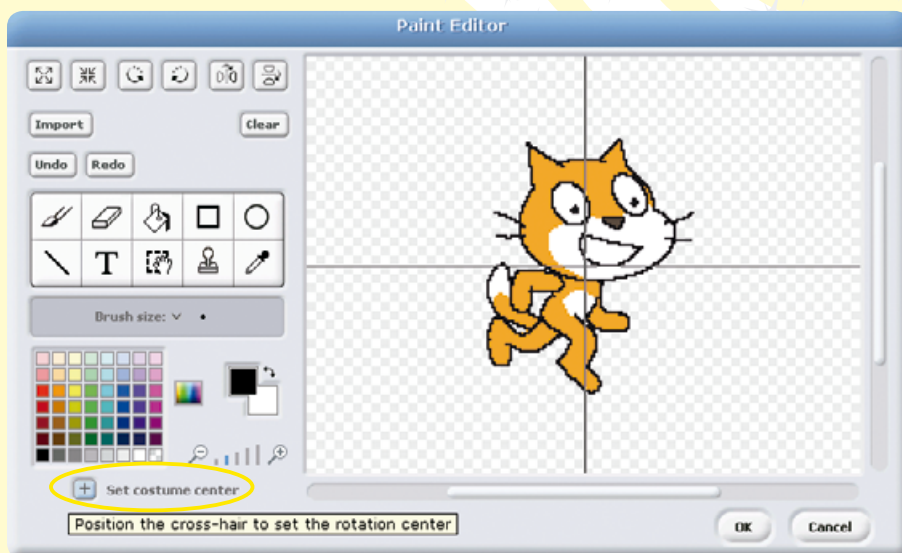 Paint Editor
Import
Clear
Undo
Redo
T
Brush size:
Set costume center
Position the cross-hair to set the rotation center
OK
Cancel